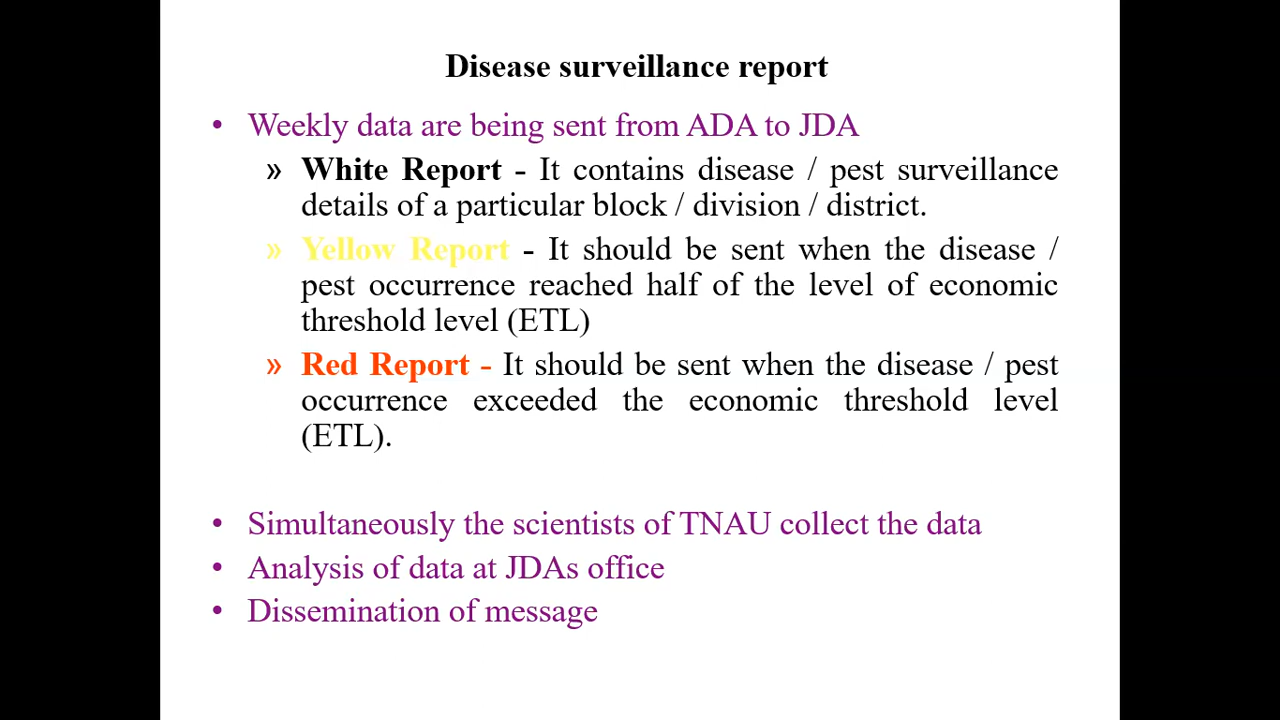 Disease surveillance report
• Weekly data are being sent from ADA to JDA
» White Report - It contains disease / pest surveillance
details of a particular block / division / district.
» Yellow Report - It should be sent when the disease /
pest occurrence reached half of the level of economic
threshold level (ETL)
» Red Report - It should be sent when the disease / pest
occurrence exceeded the economic threshold level
(ETL).
• Simultaneously the scientists of TNAU collect the data
• Analysis of data at JDAs office
• Dissemination of message